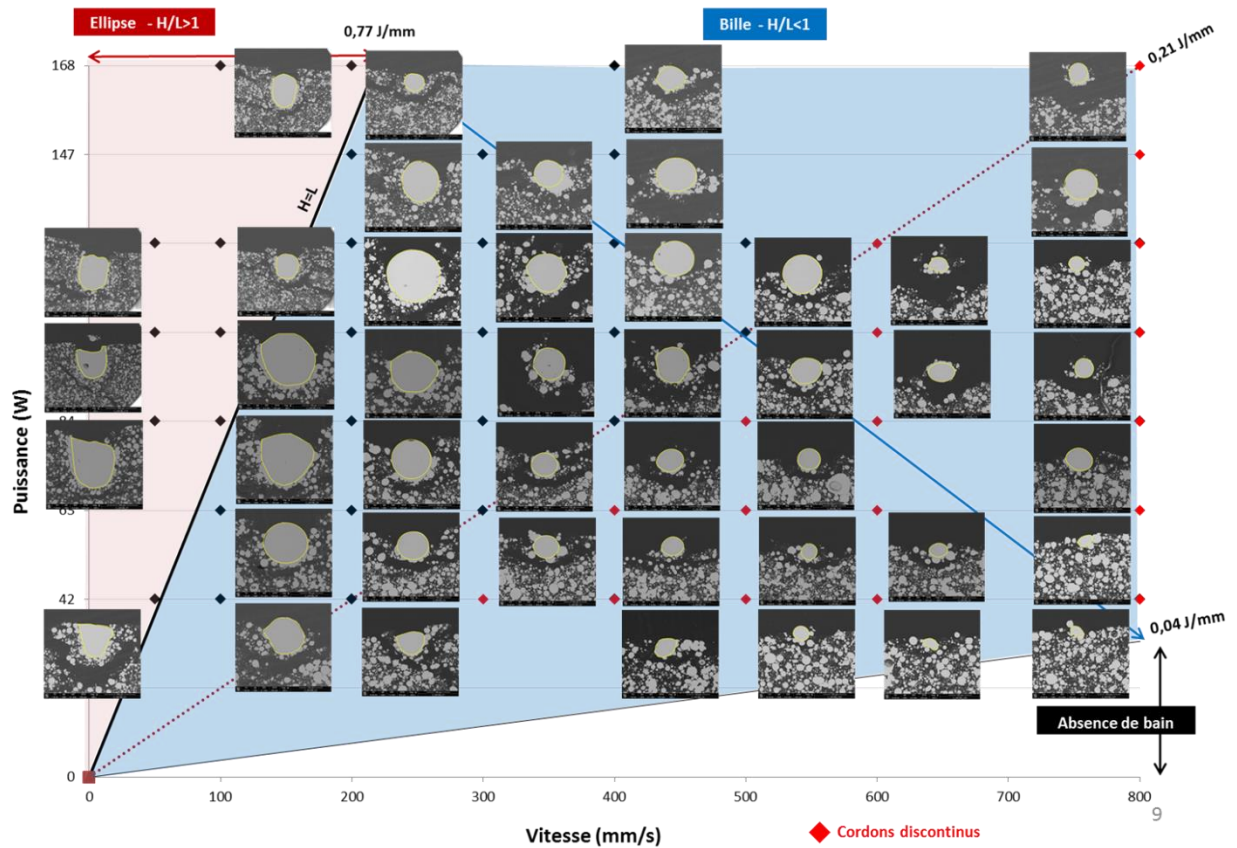 Ellipse - H/L>1
Bille - H/L<1
0,77 J/mm
0,21 J/mm
168
147
H=L
Puissance (W)
84
63
42
0,04 J/mm
Absence de bain
0
0 100 200 300 400 500 600 700 800
9
Vitesse (mm/s)
Cordons discontinus